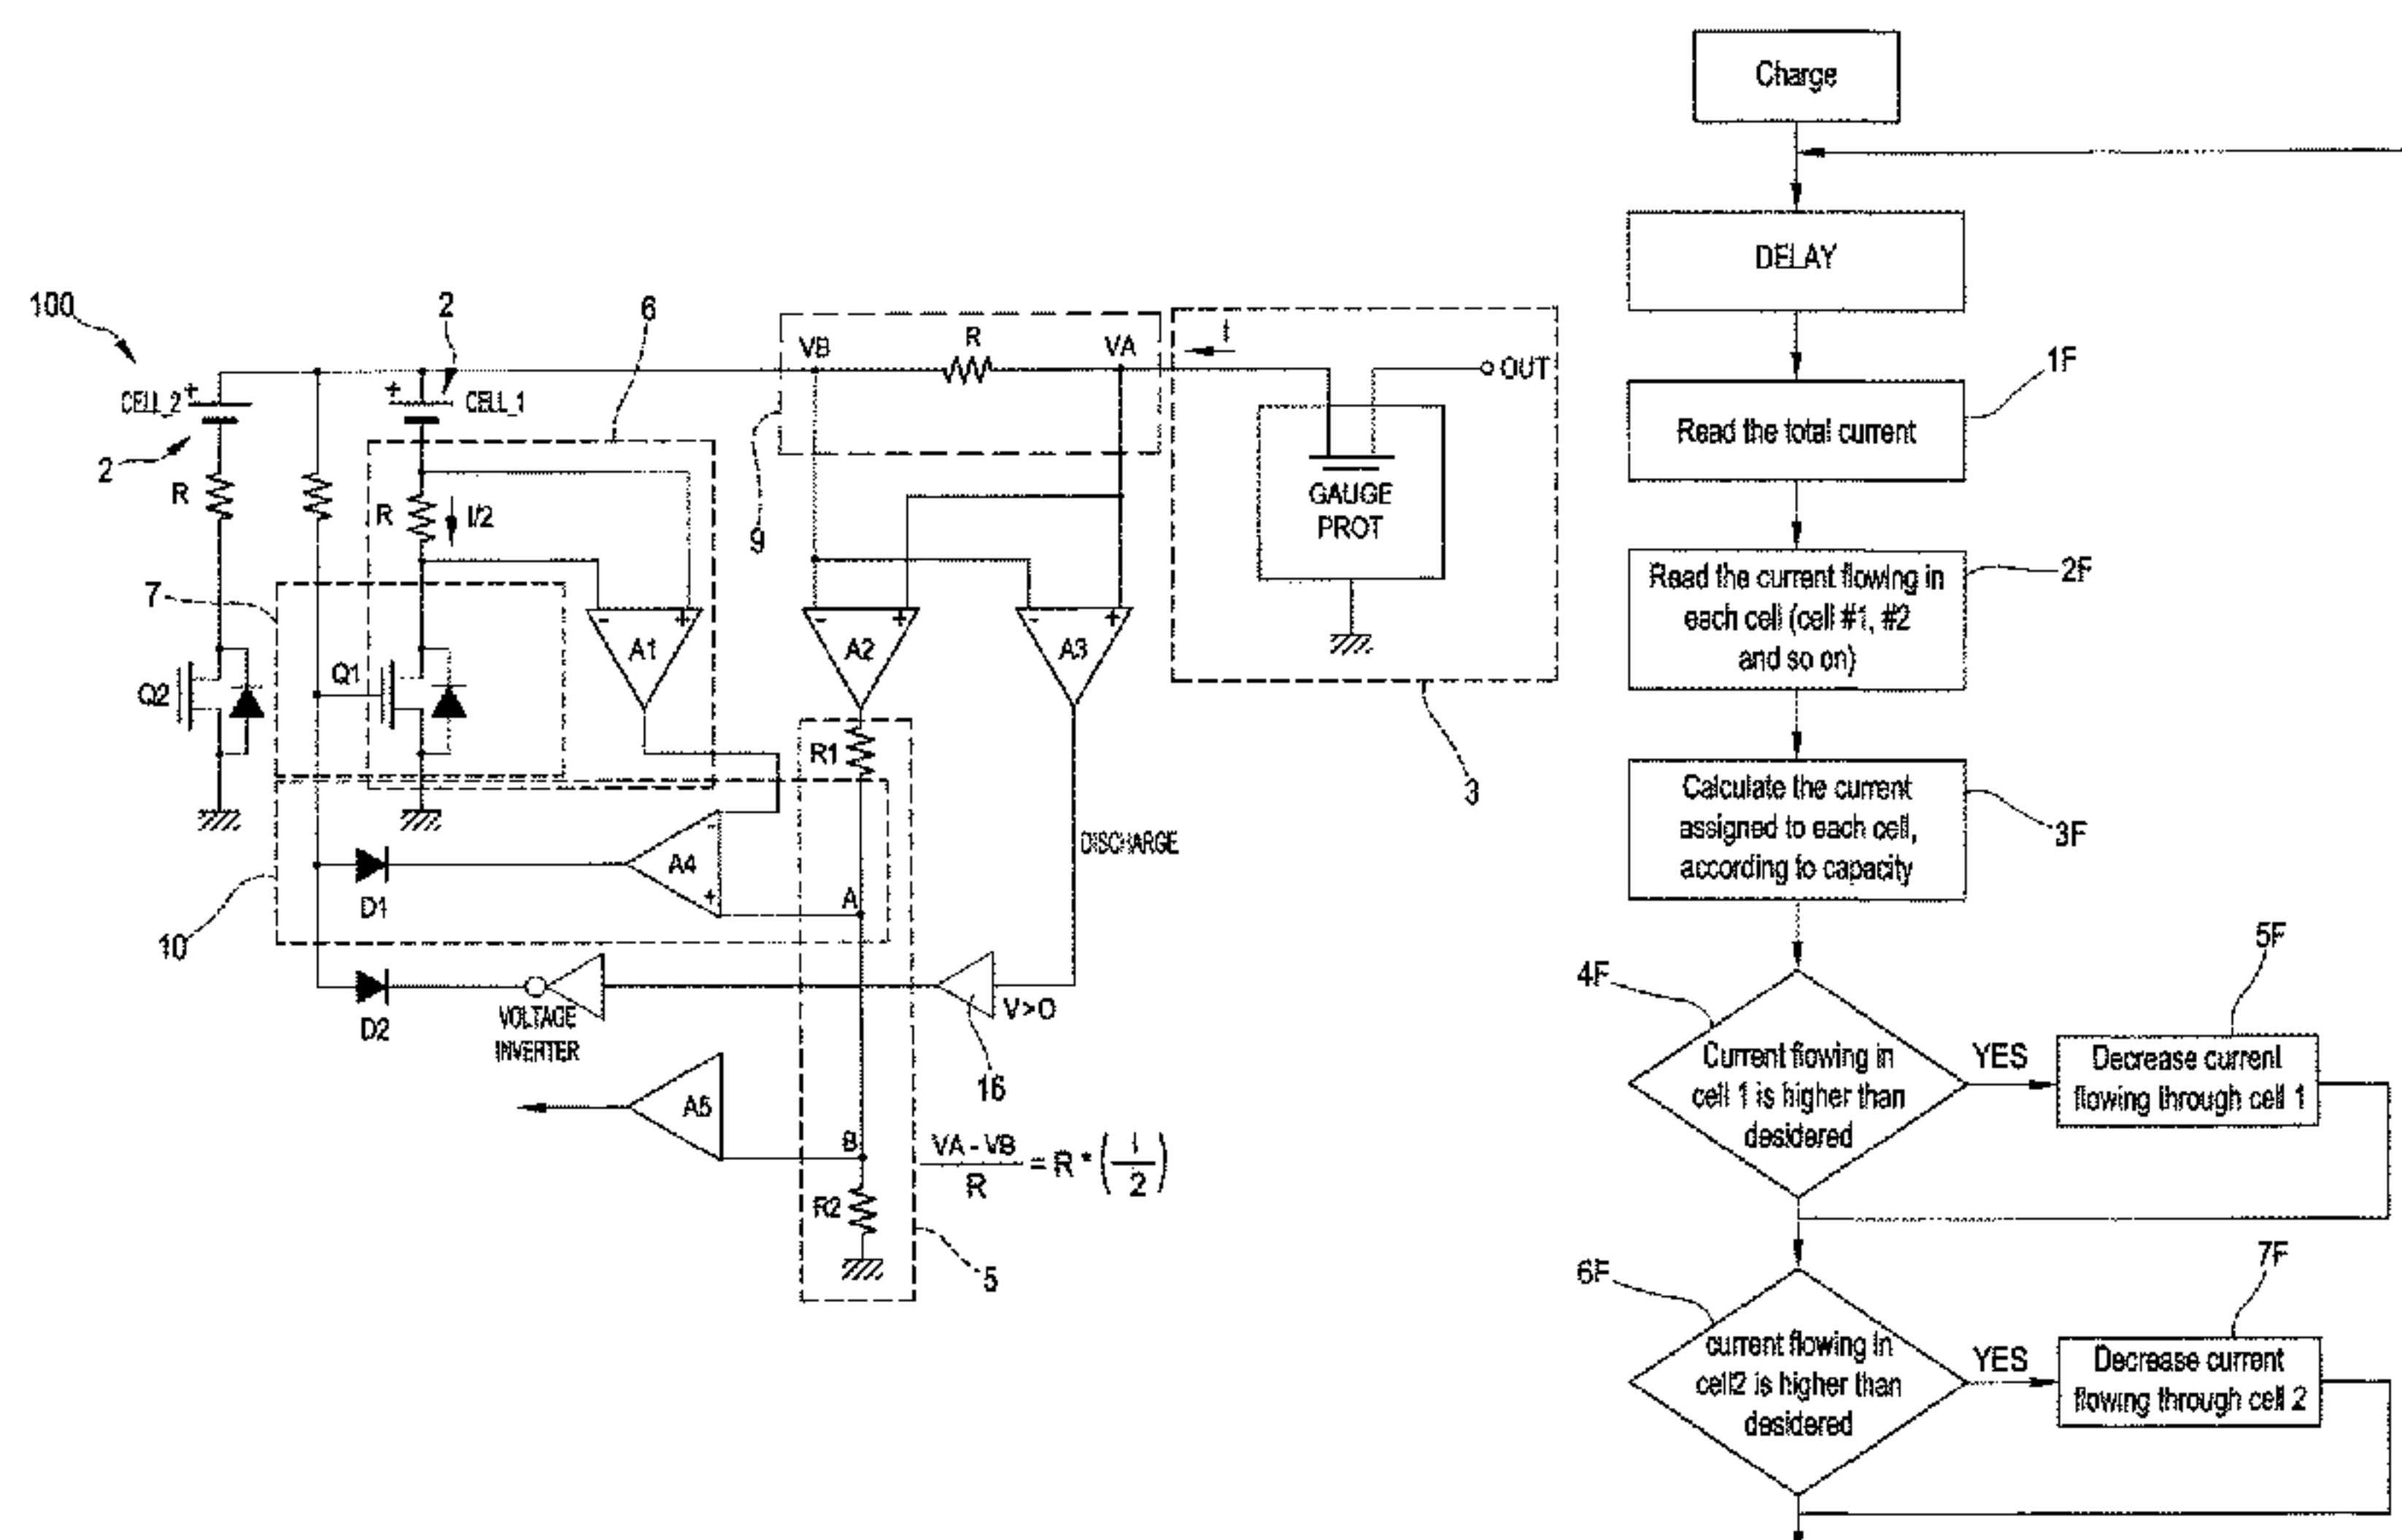 100
2
6
VB
R
VA
I
OUT
CELL_2
+
+
CELL_1
2
R
R
I/2
9
GAUGE
PROT
3
7
Q2
Q1
-
+
A1
-
+
A2
-
+
A3
R1
A4
-
+
A
DISCHARGE
D1
10
D2
VOLTAGE
INVERTER
V>O
16
A5
B
VA - VB
R
= R * (
I
2
)
R2
5
Charge
DELAY
1F
Read the total current
2F
Read the current flowing in
each cell (cell #1, #2
and so on)
3F
Calculate the current
assigned to each cell,
according to capacity
4F
Current flowing in
cell 1 is higher than
desidered
YES
5F
Decrease current
flowing through cell 1
6F
current flowing in
cell2 is higher than
desidered
YES
7F
Decrease current
flowing through cell 2